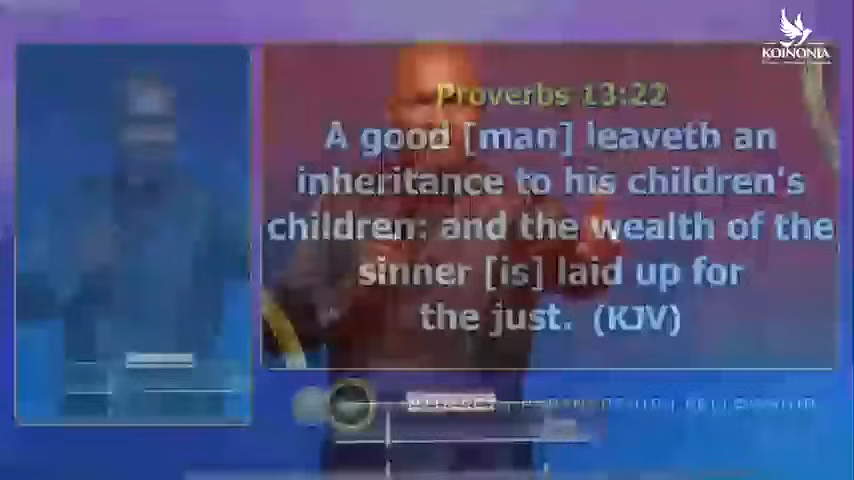 KOINONIA
Proverbs 13:22
A good [man] leaveth an
inheritance to his children's
children: and the wealth of the
sinner [is] laid up for
the just. (KJV)